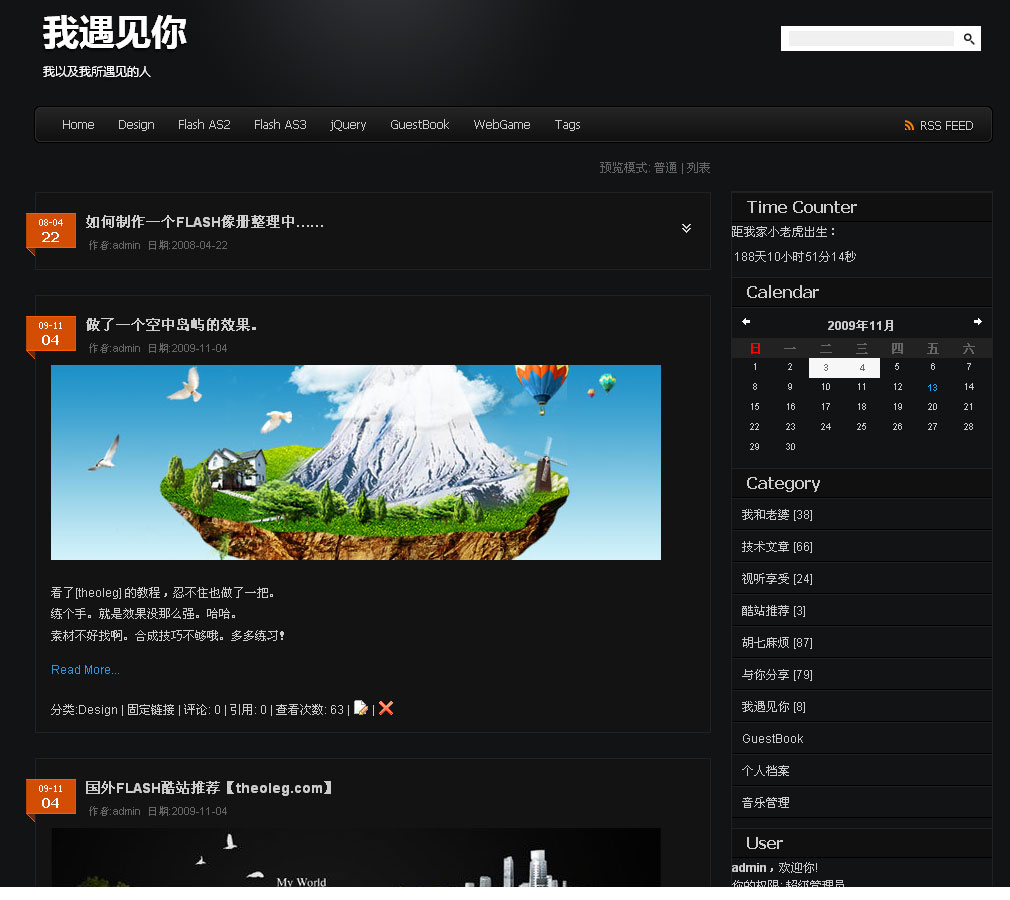 我遇见你
我以及我所遇见的人
Home Design Flash AS2 Flash AS3 jQuery GuestBook WebGame Tags RSS FEED
预览模式: 普通 | 列表
08-04
22
如何制作一个FLASH像册整理中……
作者:admin 日期:2008-04-22
09-11
04
做了一个空中岛屿的效果。
作者:admin 日期:2009-11-04
看了[theoleg]的教程，忍不住也做了一把。
练个手。就是效果没那么强。哈哈。
素材不好找啊。合成技巧不够哦。多多练习！
Read More...
分类:Design | 固定链接 | 评论: 0 | 引用: 0 | 查看次数: 63 | |
09-11
04
国外FLASH酷站推荐【theoleg.com】
作者:admin 日期:2009-11-04
My World
Time Counter
距我家小老虎出生：
188天10小时51分14秒
Calendar
2009年11月
日 一 二 三 四 五 六
1 2 3 4 5 6 7
8 9 10 11 12 13 14
15 16 17 18 19 20 21
22 23 24 25 26 27 28
29 30
Category
我和老婆 [38]
技术文章 [66]
视听享受 [24]
酷站推荐 [3]
胡七麻烦 [87]
与你分享 [79]
我遇见你 [8]
GuestBook
个人档案
音乐管理
User
admin，欢迎你!
你的权限: 超级管理员